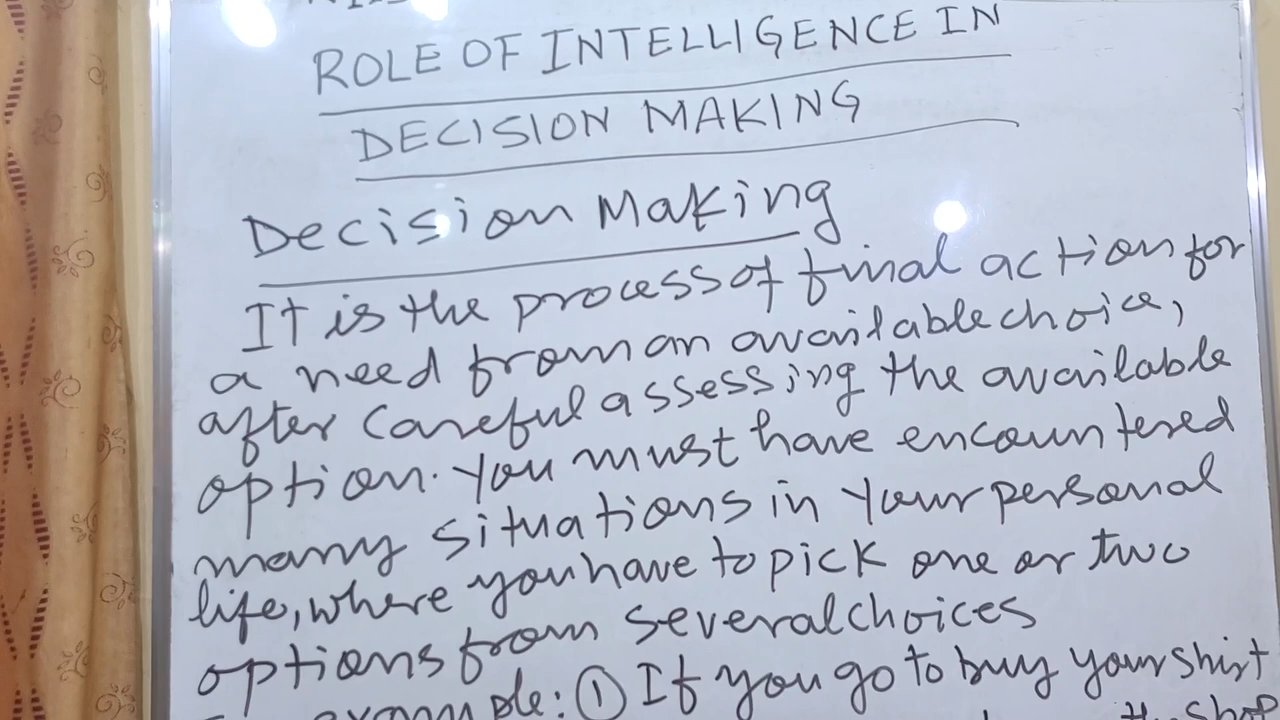 ROLE OF INTELLIGENCE IN
DECISION MAKING
Decision Making
It is the process of final action for
a need from an available choice,
after careful assessing the available
option. You must have encountered
many situations in your personal
life, where you have to pick one or two
options from several choices
example: ① If you go to buy your shirt
the shop